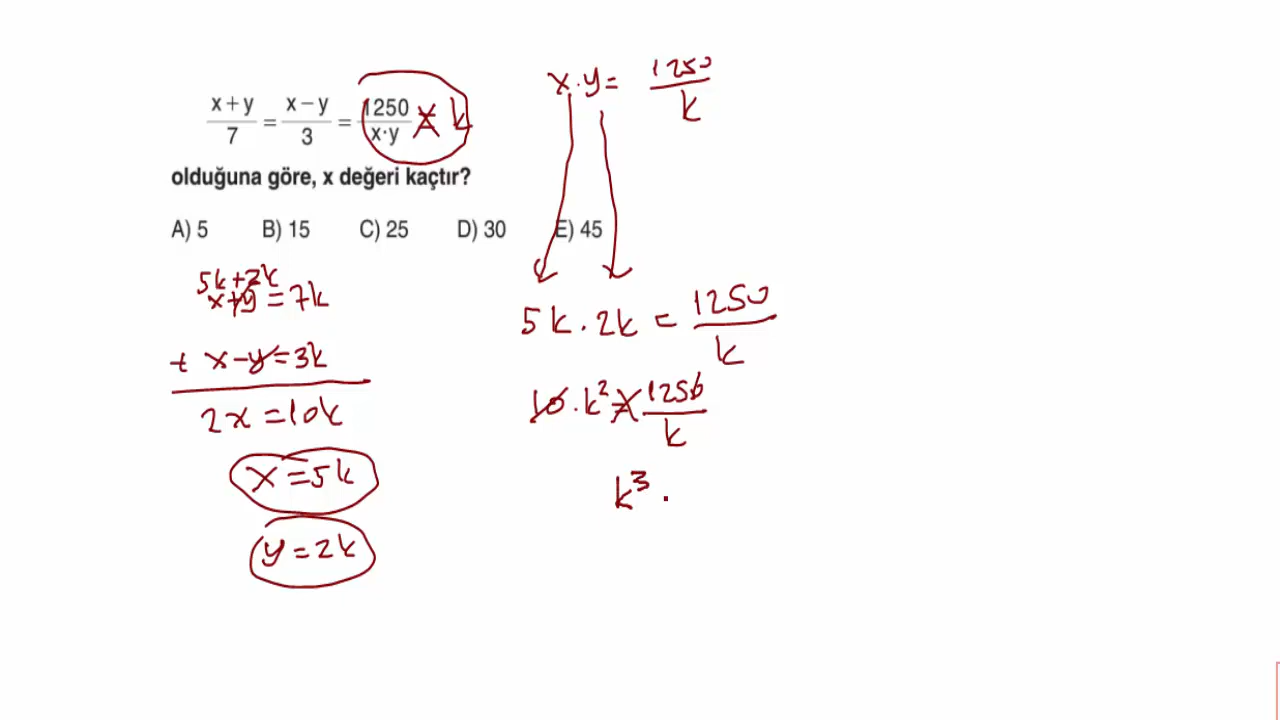 x+y/7 = x-y/3 = 1250/x·y = k
olduğuna göre, x değeri kaçtır?
A) 5 B) 15 C) 25 D) 30 E) 45
5k+2k
x+y = 7k
+ x-y = 3k
2x = 10k
x = 5k
y = 2k
x·y = 1250/k
5k · 2k = 1250/k
10 · k² = 1250/k
k³ ·